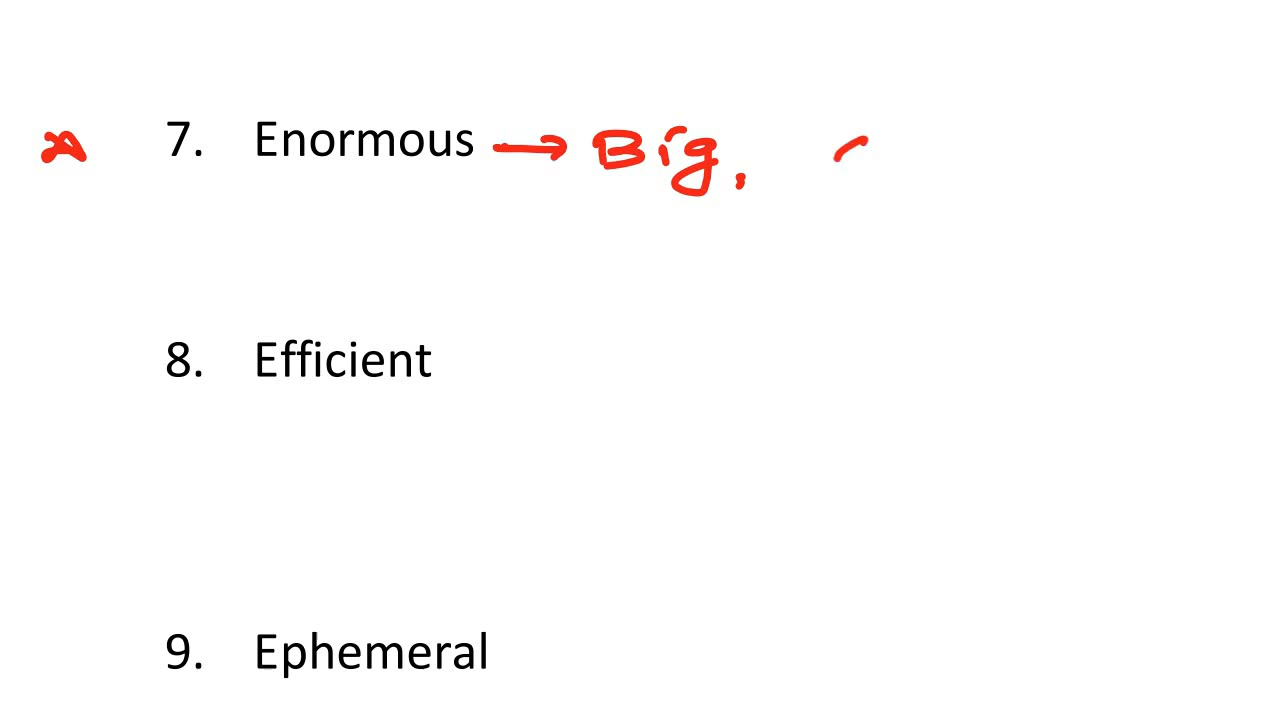 7. Enormous → Big,
8. Efficient
9. Ephemeral